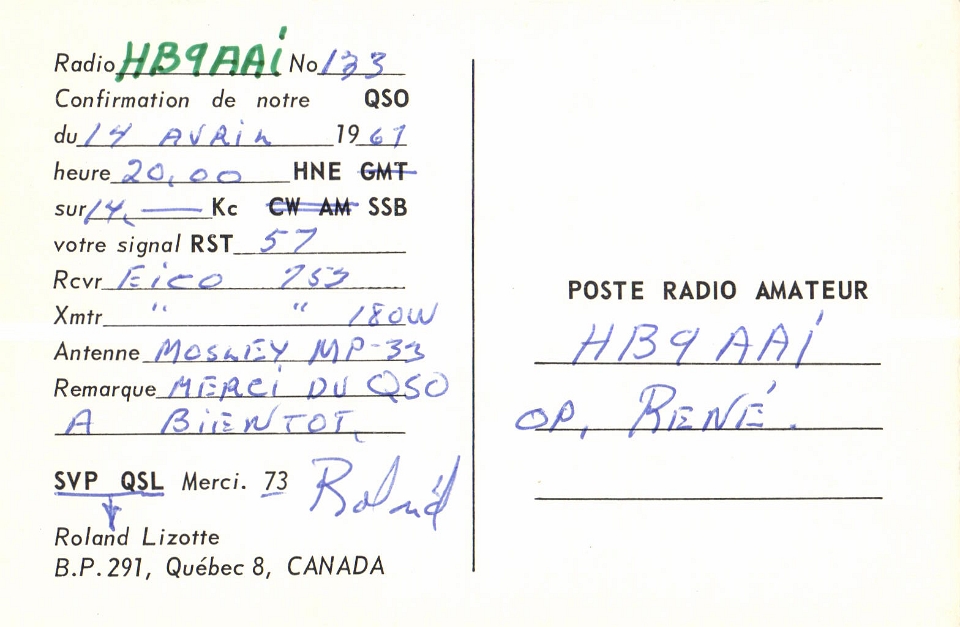 Radio HB9AAi No 133
Confirmation de notre QSO
du 14 AVRiL 1967
heure 20.00 HNE GMT
sur 14. Kc CW AM SSB
votre signal RST 57
Rcvr Eico 753
Xmtr " " 180W
Antenne MOSLEY MP-33
Remarque MERCi DU QSO
A BiENTOT.
SVP QSL Merci. 73 Roland
Roland Lizotte
B.P. 291, Québec 8, CANADA
POSTE RADIO AMATEUR
HB9AAi
OP. RENÉ.